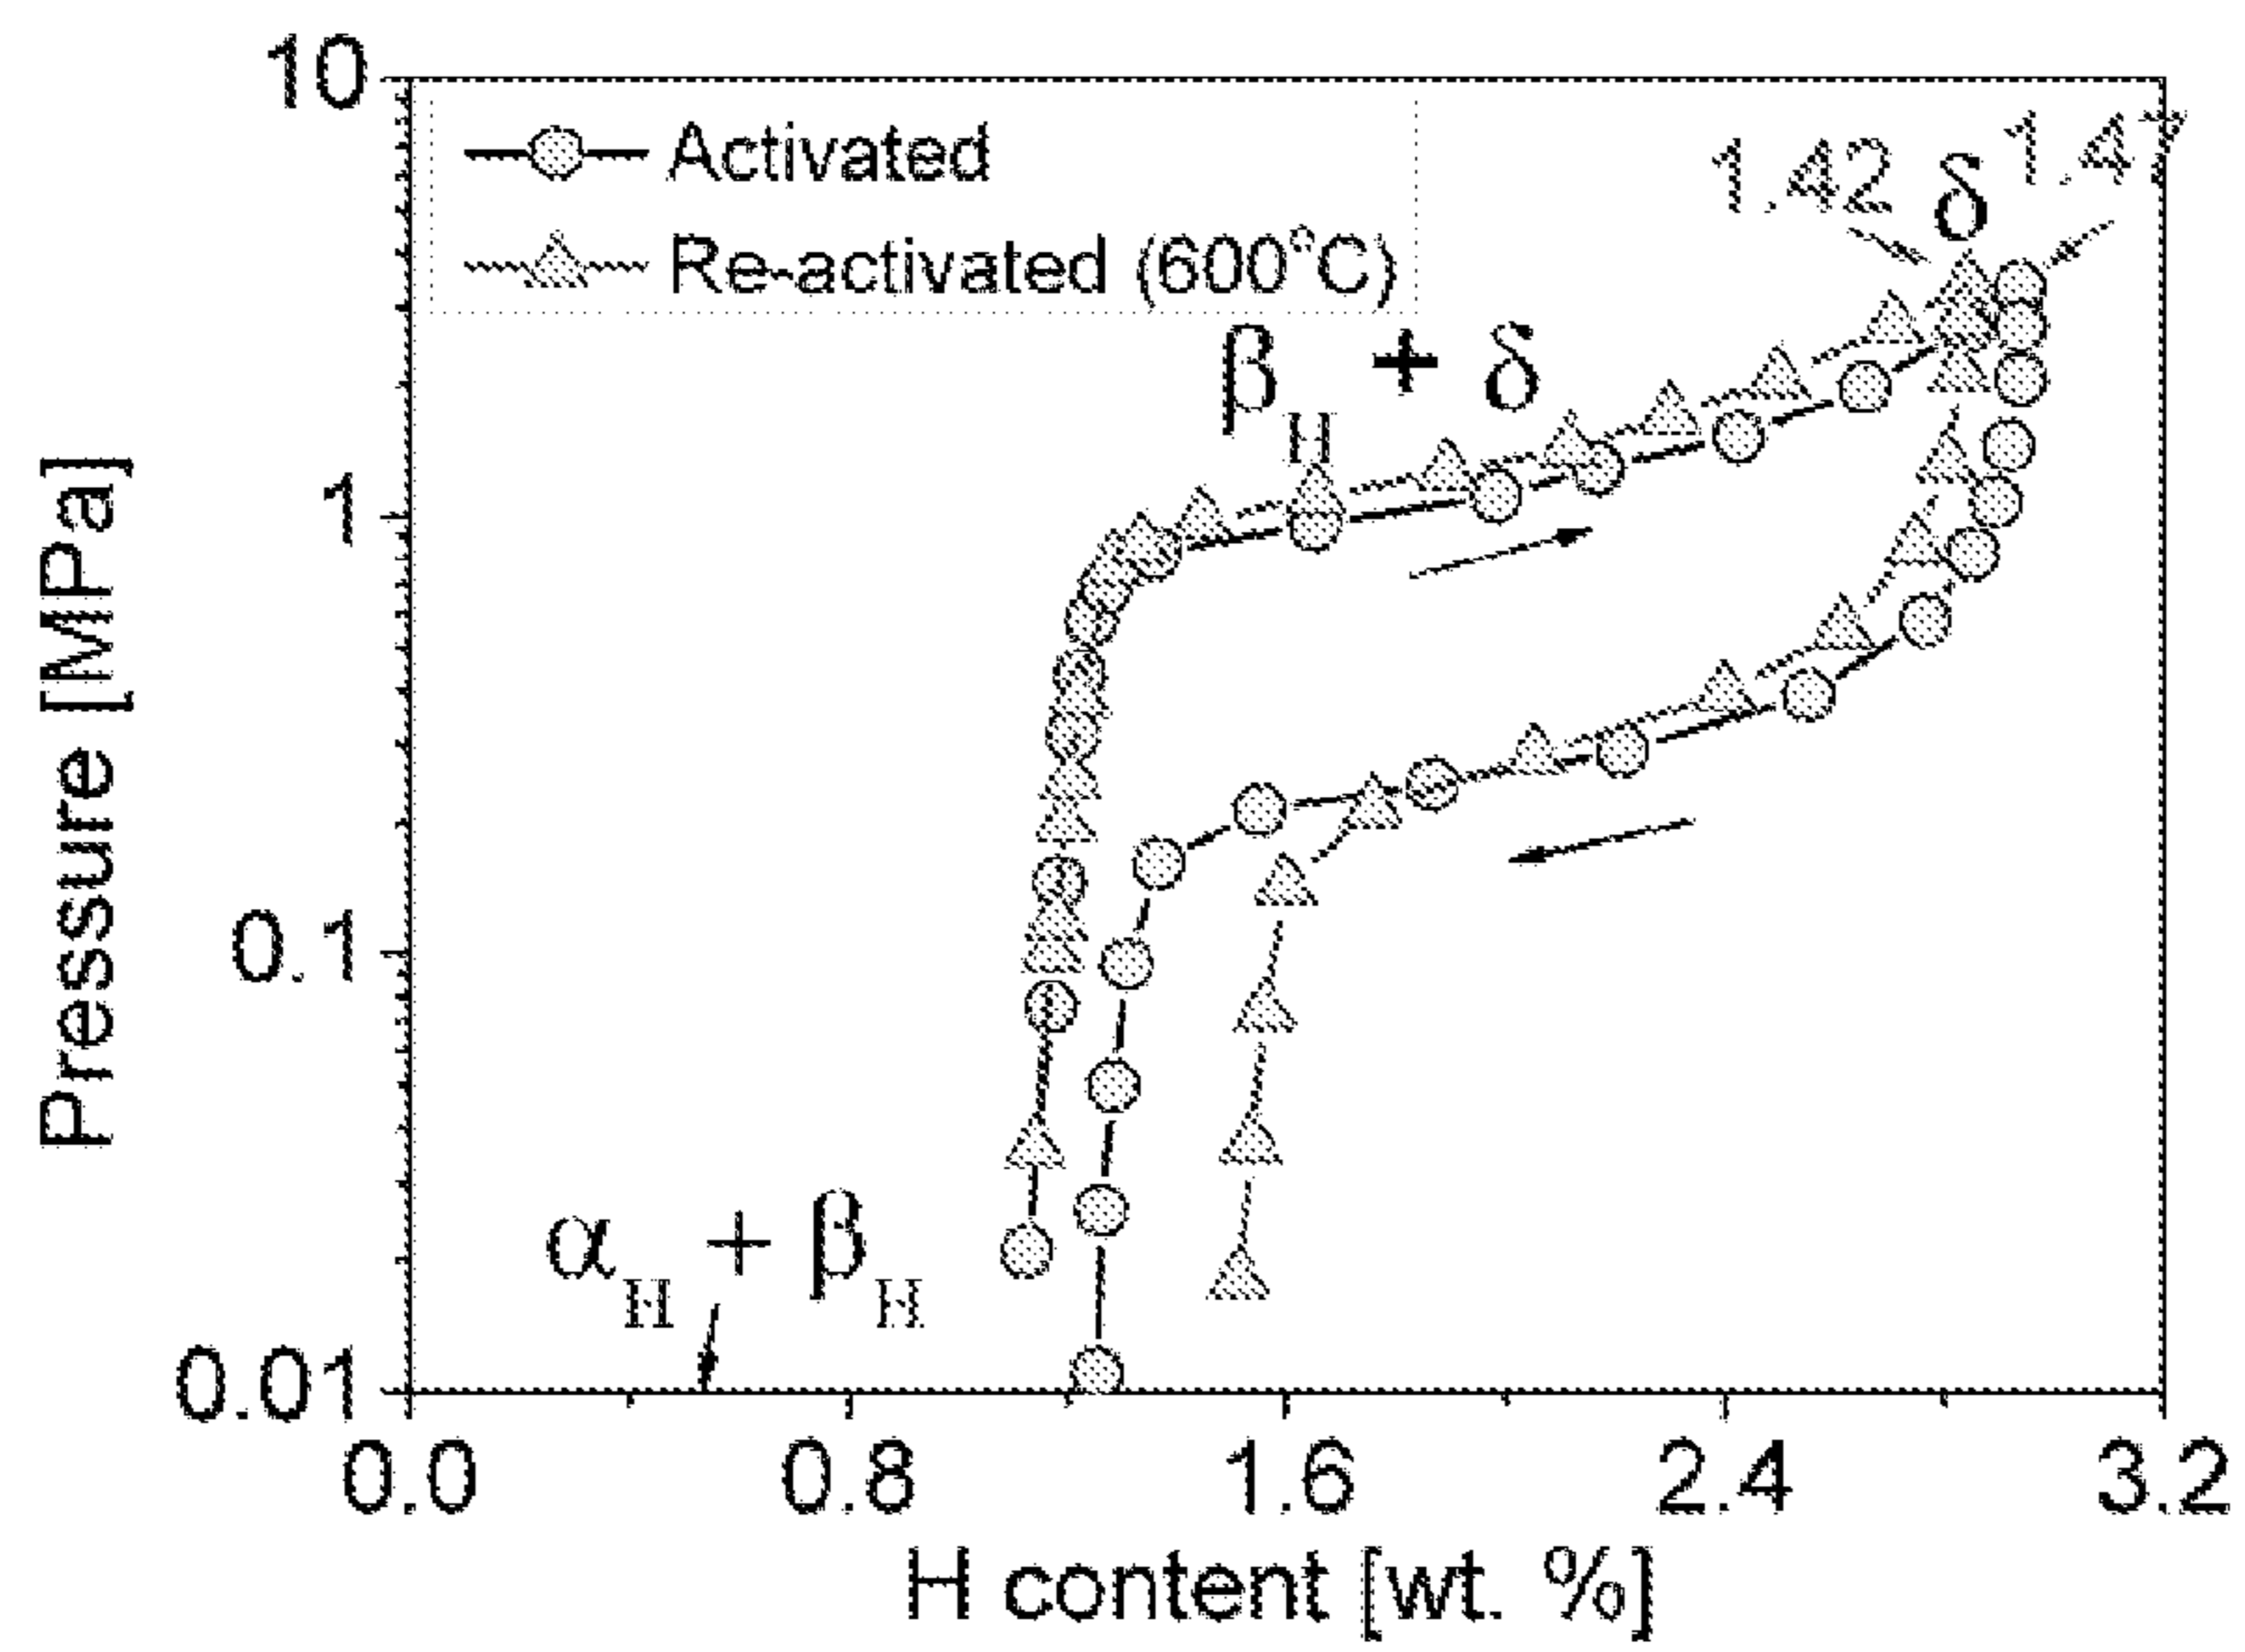 10
1
0.1
0.01
Pressure [MPa]
Activated
Re-activated (600°C)
1.42 δ 1.47
β_H + δ
α_H + β_H
0.0 0.8 1.6 2.4 3.2
H content [wt. %]